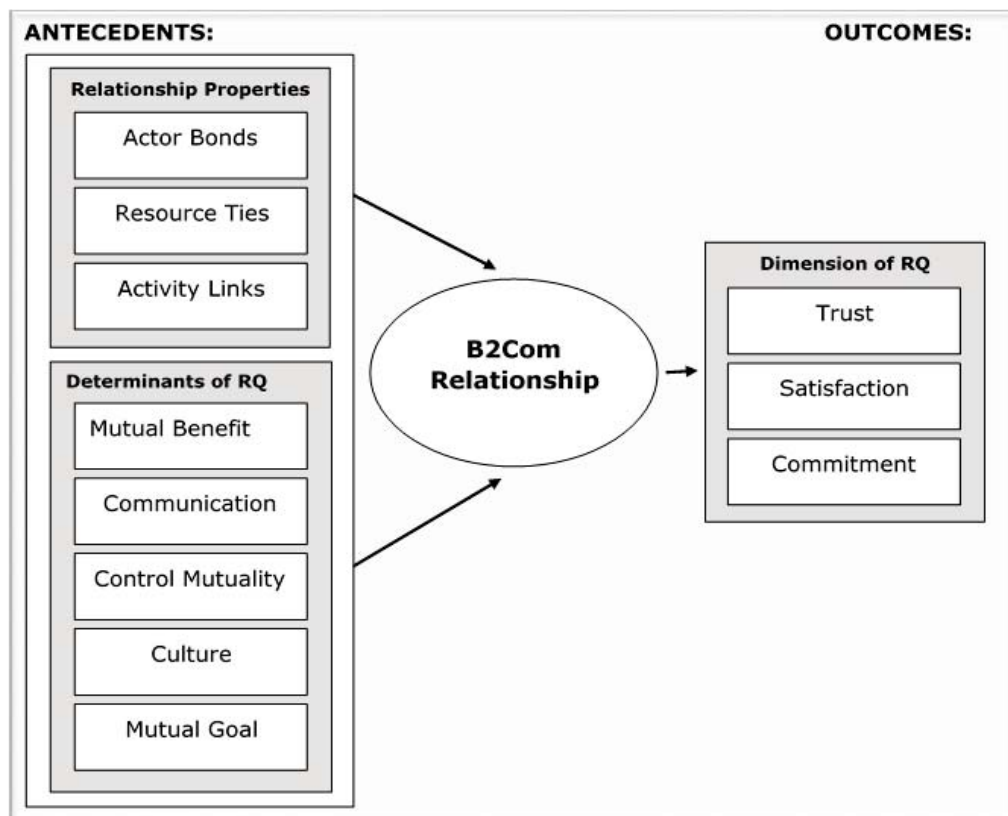 ANTECEDENTS:
OUTCOMES:
Relationship Properties
Actor Bonds
Resource Ties
Activity Links
Determinants of RQ
Mutual Benefit
Communication
Control Mutuality
Culture
Mutual Goal
B2Com
Relationship
Dimension of RQ
Trust
Satisfaction
Commitment